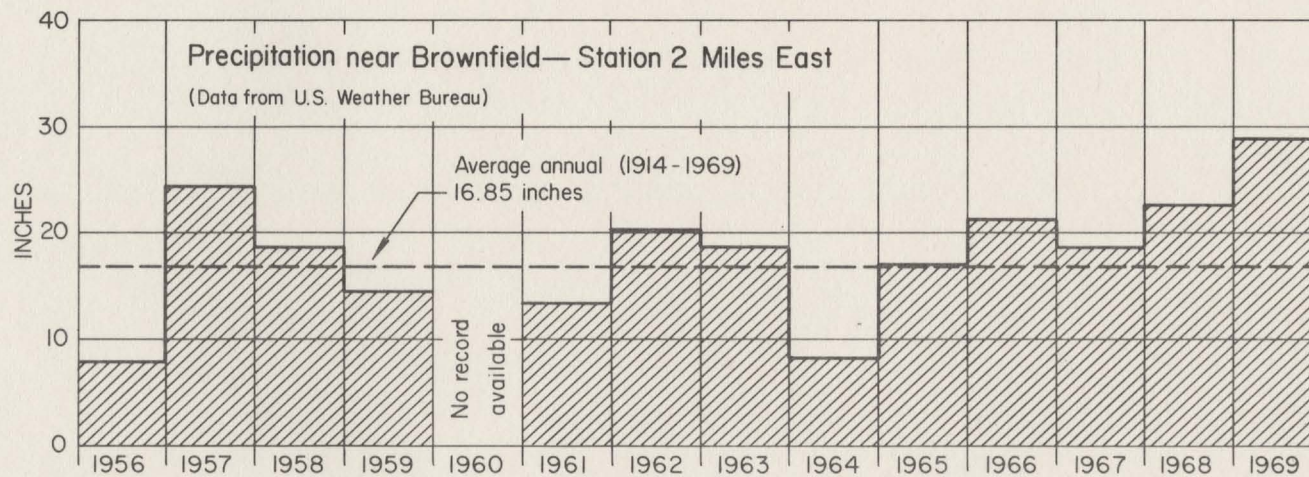 40
30
20
10
0
INCHES
Precipitation near Brownfield— Station 2 Miles East
(Data from U.S. Weather Bureau)
Average annual (1914-1969)
16.85 inches
No record
available
1956 1957 1958 1959 1960 1961 1962 1963 1964 1965 1966 1967 1968 1969